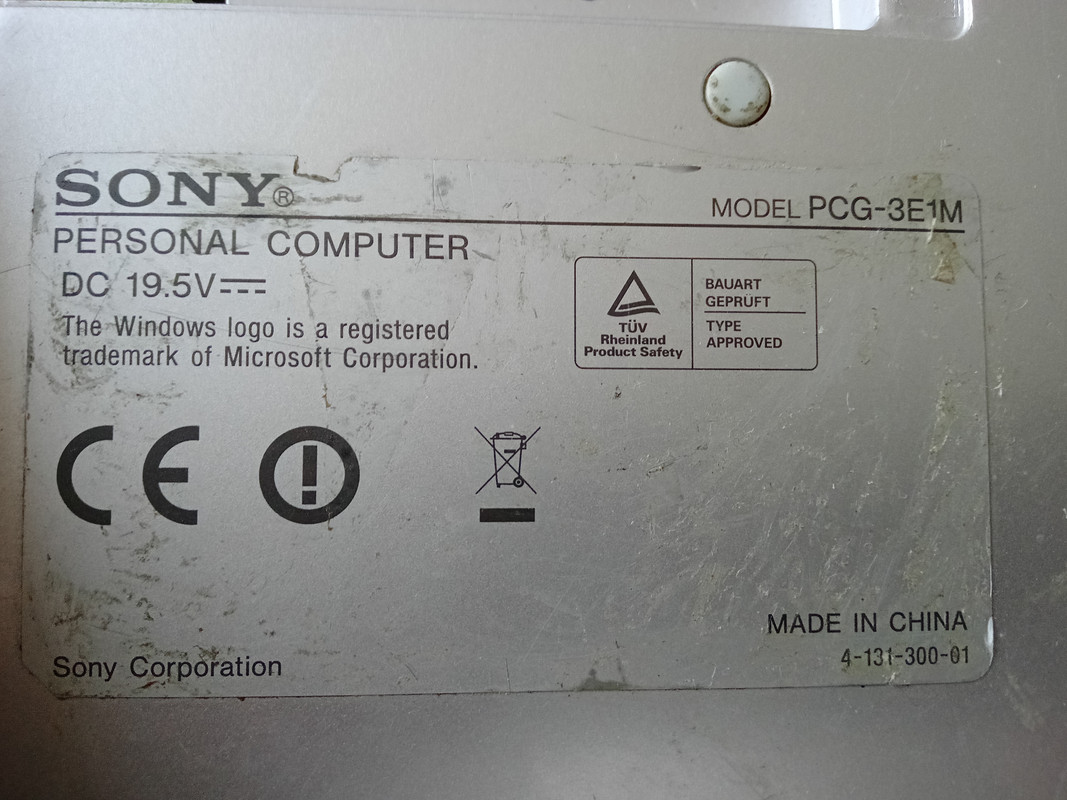 SONY®
MODEL PCG-3E1M
PERSONAL COMPUTER
DC 19.5V
The Windows logo is a registered
trademark of Microsoft Corporation.
TÜV
Rheinland
Product Safety
BAUART
GEPRÜFT
TYPE
APPROVED
CE
MADE IN CHINA
4-131-300-01
Sony Corporation